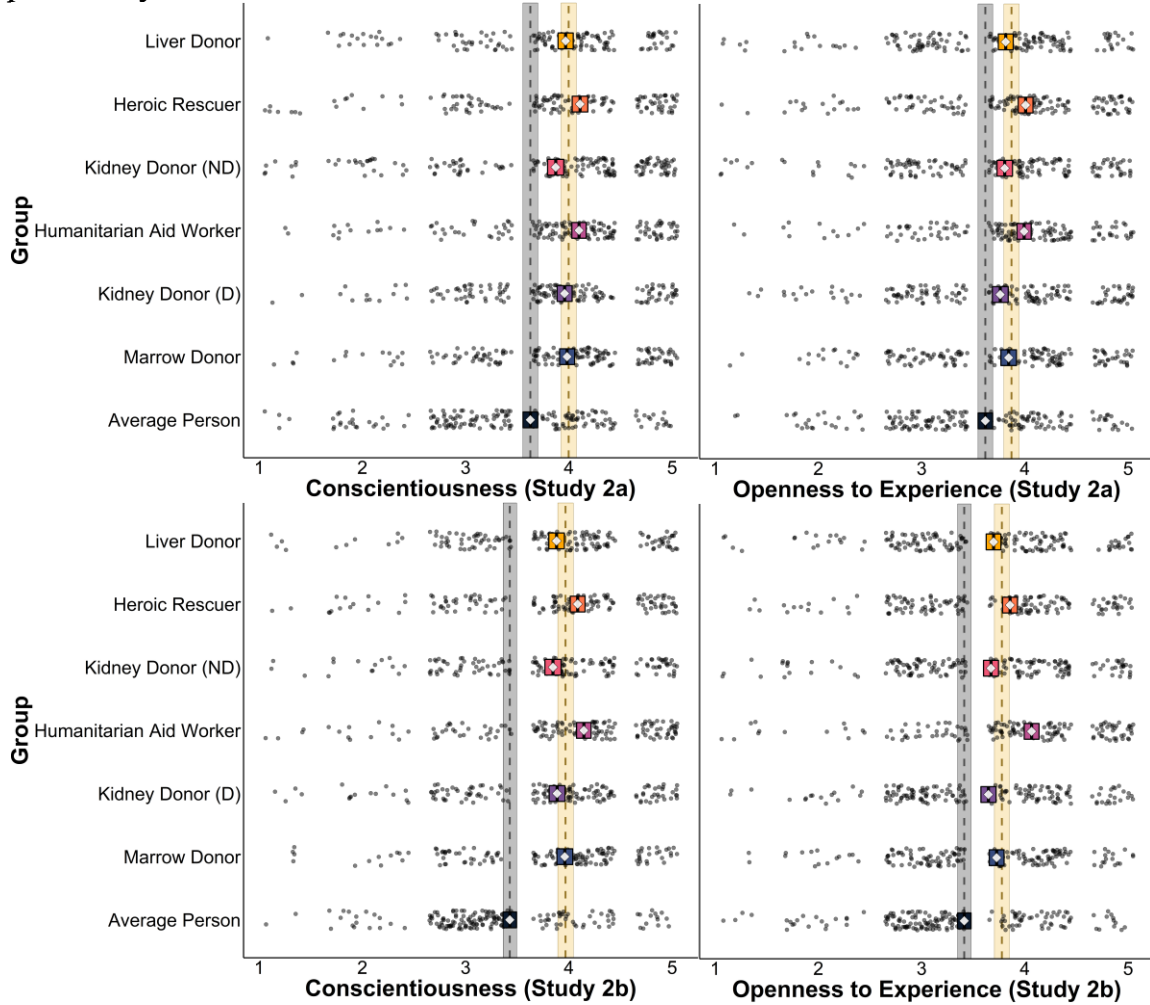 Liver Donor
Heroic Rescuer
Kidney Donor (ND)
Humanitarian Aid Worker
Kidney Donor (D)
Marrow Donor
Average Person
Group
1 2 3 4 5
1 2 3 4 5
Conscientiousness (Study 2a)
Openness to Experience (Study 2a)
Liver Donor
Heroic Rescuer
Kidney Donor (ND)
Humanitarian Aid Worker
Kidney Donor (D)
Marrow Donor
Average Person
Group
1 2 3 4 5
1 2 3 4 5
Conscientiousness (Study 2b)
Openness to Experience (Study 2b)